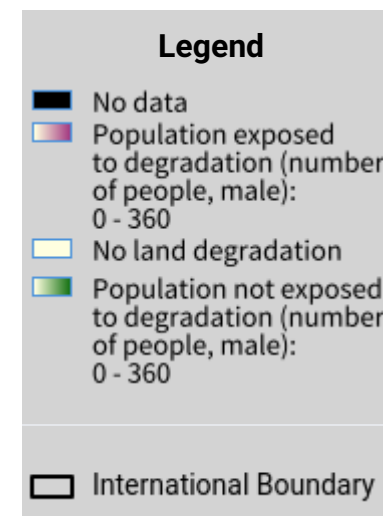 Legend
No data
Population exposed
to degradation (number
of people, male):
0 - 360
No land degradation
Population not exposed
to degradation (number
of people, male):
0 - 360
International Boundary